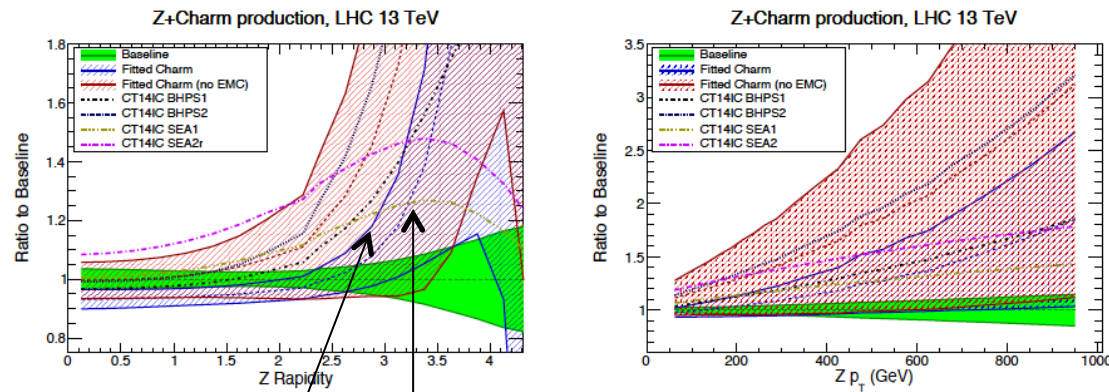 Z+Charm production, LHC 13 TeV
Ratio to Baseline
1.8
1.6
1.4
1.2
1
0.8
Baseline
Fitted Charm
Fitted Charm (no EMC)
CT14IC BHPS1
CT14IC BHPS2
CT14IC SEA1
CT14IC SEA2r
0 0.5 1 1.5 2 2.5 3 3.5 4
Z Rapidity
Z+Charm production, LHC 13 TeV
Ratio to Baseline
3.5
3
2.5
2
1.5
1
Baseline
Fitted Charm
Fitted Charm (no EMC)
CT14IC BHPS1
CT14IC BHPS2
CT14IC SEA1
CT14IC SEA2
0 200 400 600 800 1000
Z pT (GeV)